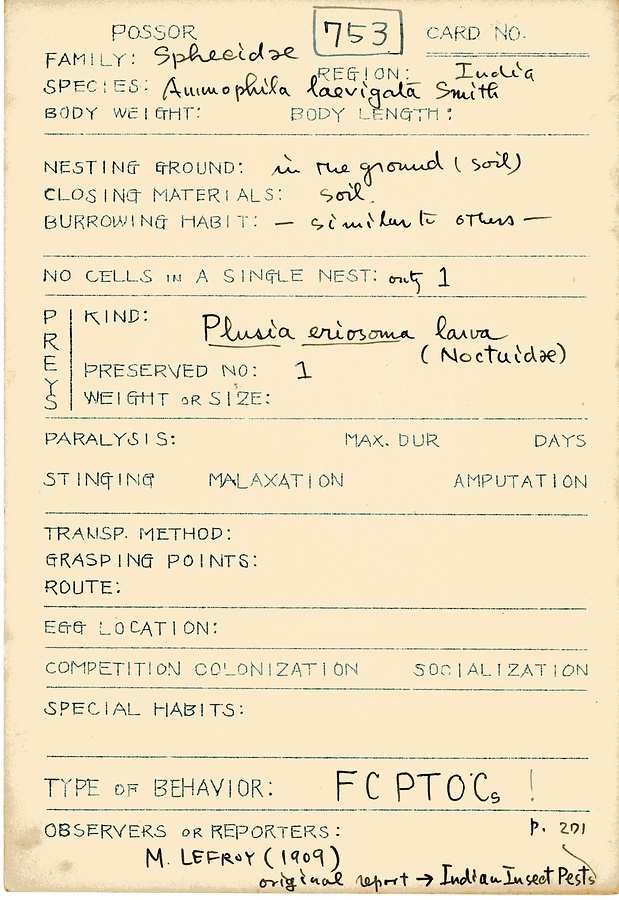 POSSOR 753 CARD NO.
FAMILY: Sphecidæ
REGION: India
SPECIES: Ammophila laevigata Smith
BODY WEIGHT: BODY LENGTH:
NESTING GROUND: in the ground (soil)
CLOSING MATERIALS: soil.
BURROWING HABIT: — similar to others —
NO CELLS IN A SINGLE NEST: only 1
PREYS
KIND: Plusia eriosoma larva
(Noctuidæ)
PRESERVED NO: 1
WEIGHT OR SIZE:
PARALYSIS: MAX. DUR DAYS
STINGING MALAXATION AMPUTATION
TRANSP. METHOD:
GRASPING POINTS:
ROUTE:
EGG LOCATION:
COMPETITION COLONIZATION SOCIALIZATION
SPECIAL HABITS:
TYPE OF BEHAVIOR: FCPTOCs !
OBSERVERS OR REPORTERS: p. 201
M. LEFROY (1909)
original report → Indian Insect Pests